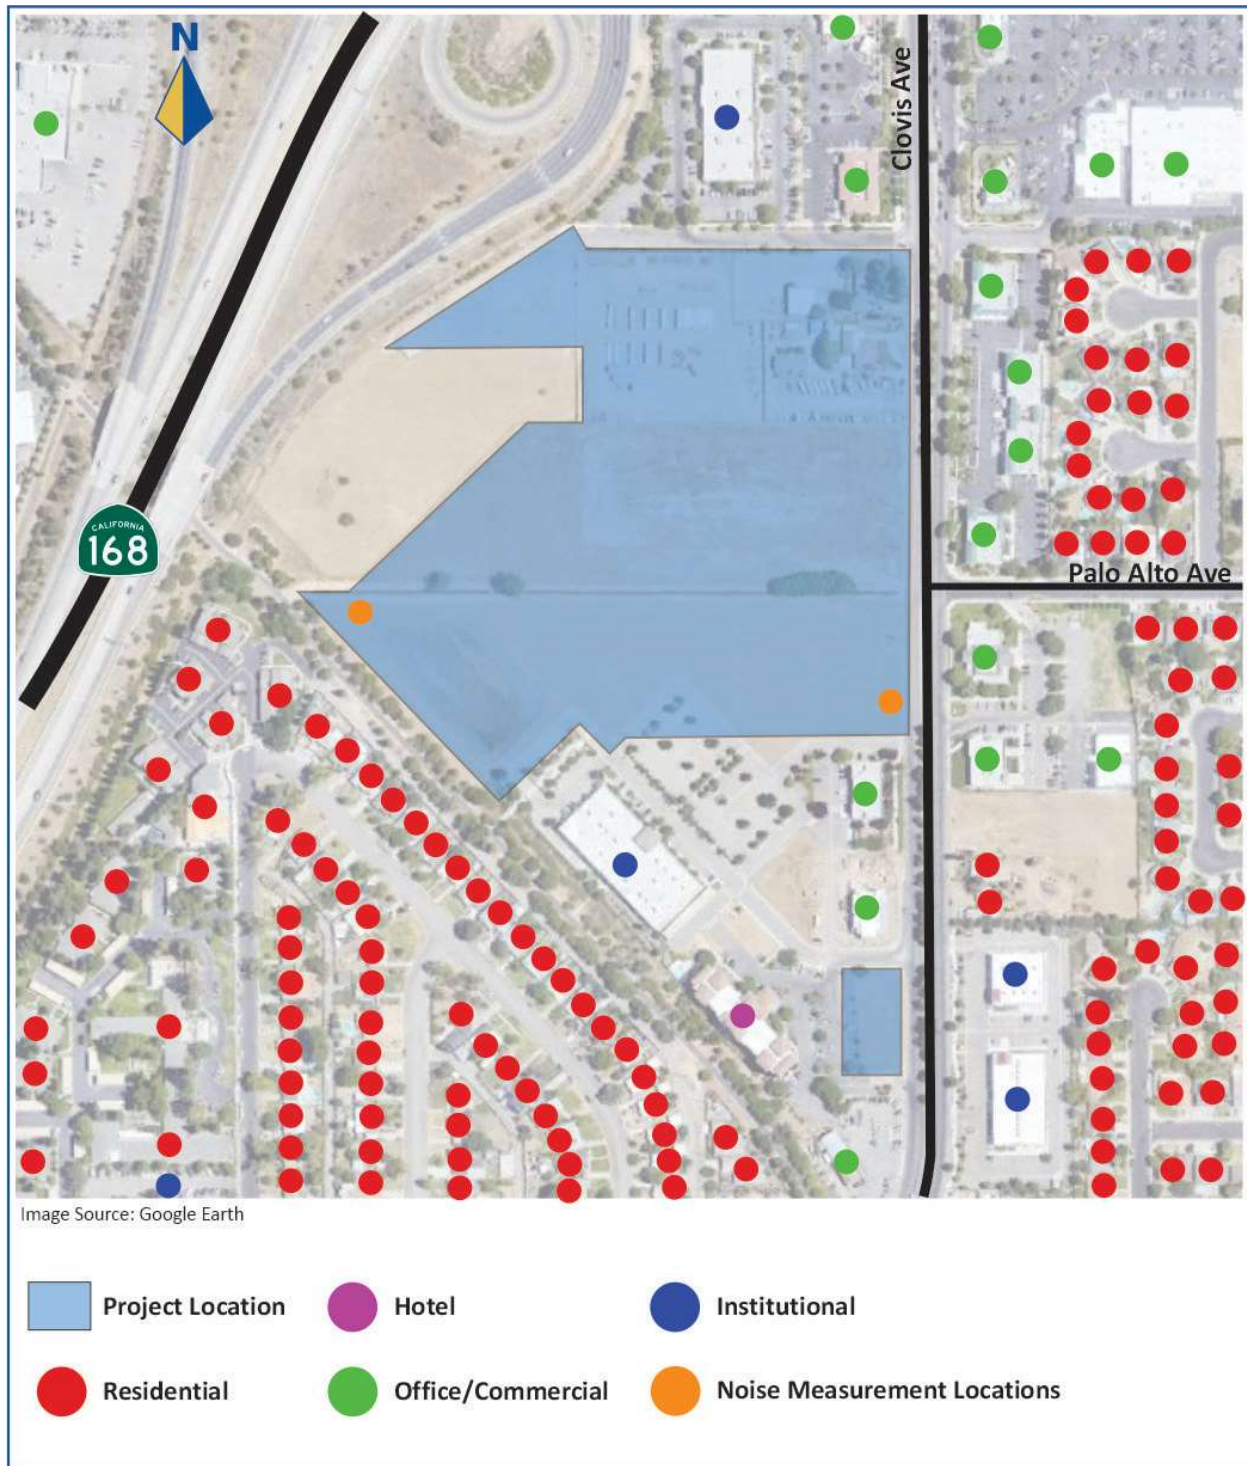 N
Clovis Ave
CALIFORNIA
168
Palo Alto Ave
Image Source: Google Earth
Project Location
Hotel
Institutional
Residential
Office/Commercial
Noise Measurement Locations